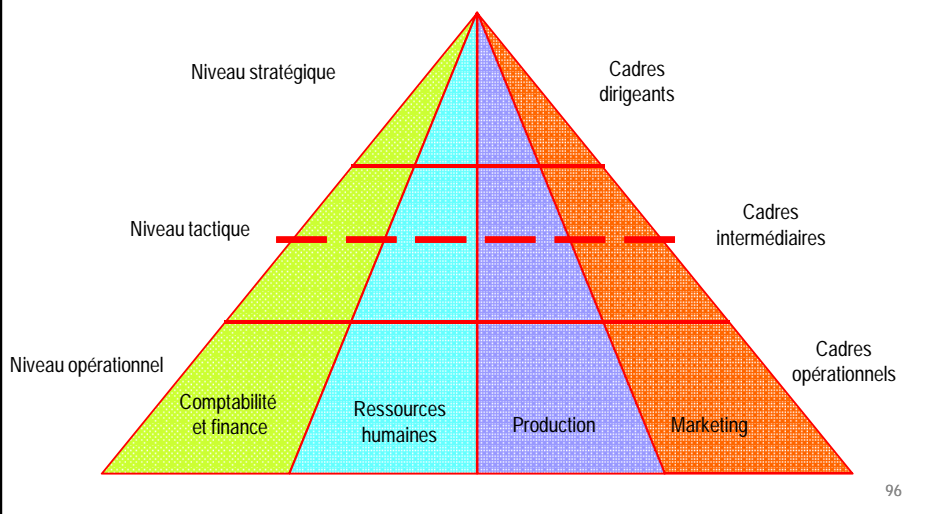 Niveau stratégique
Cadres
dirigeants
Niveau tactique
Cadres
intermédiaires
Niveau opérationnel
Cadres
opérationnels
Comptabilité
et finance
Ressources
humaines
Production
Marketing
96